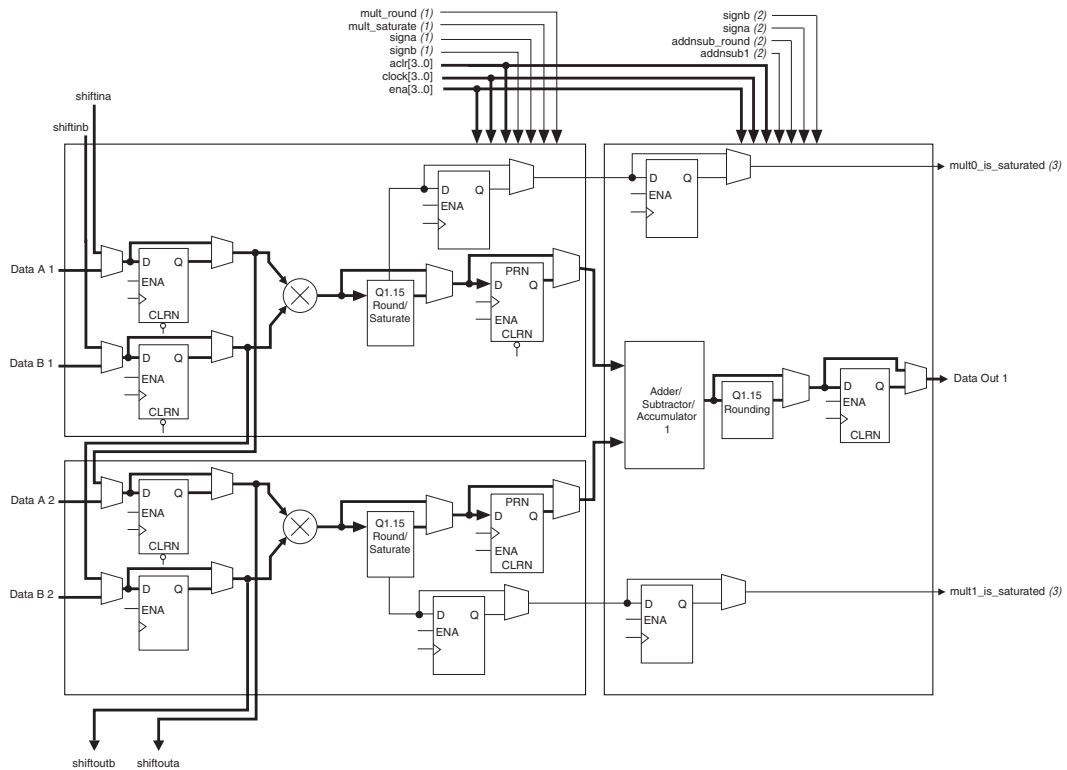 mult_round (1)
mult_saturate (1)
signa (1)
signb (1)
aclr[3..0]
clock[3..0]
ena[3..0]
signb (2)
signa (2)
addnsub_round (2)
addnsub1 (2)
shiftina
shiftinb
D Q
ENA
D Q
ENA
mult0_is_saturated (3)
Data A 1
D Q
ENA
CLRN
Q1.15
Round/
Saturate
PRN
D Q
ENA
CLRN
Data B 1
D Q
ENA
CLRN
Adder/
Subtractor/
Accumulator
1
Q1.15
Rounding
D Q
ENA
CLRN
Data Out 1
Data A 2
D Q
ENA
CLRN
Q1.15
Round/
Saturate
PRN
D Q
ENA
CLRN
Data B 2
D Q
ENA
D Q
ENA
D Q
ENA
mult1_is_saturated (3)
shiftoutb
shiftouta